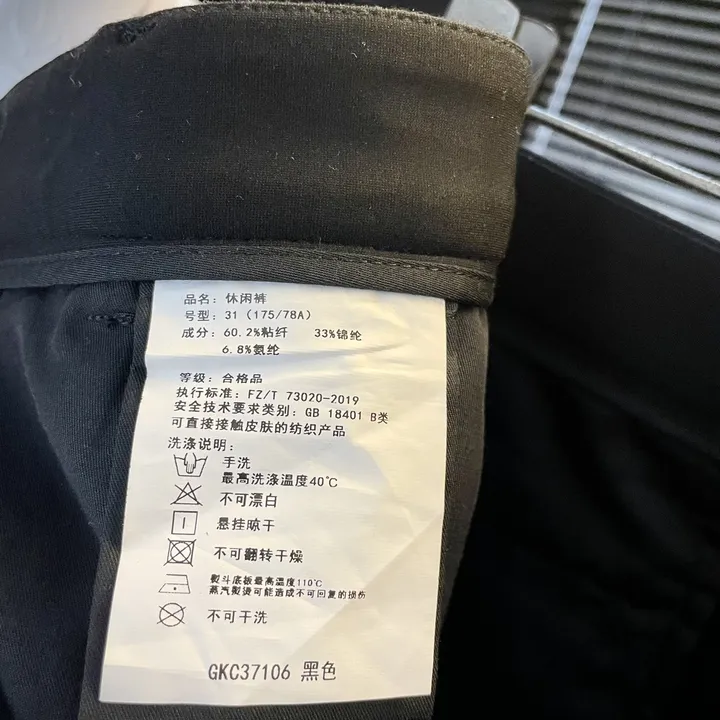 品名: 休闲裤
号型: 31 (175/78A)
成分: 60.2%粘纤 33%锦纶
6.8%氨纶
等级: 合格品
执行标准: FZ/T 73020-2019
安全技术要求类别: GB 18401 B类
可直接接触皮肤的纺织产品
洗涤说明:
手洗
最高洗涤温度40℃
不可漂白
悬挂晾干
不可翻转干燥
熨斗底板最高温度110℃
蒸汽熨烫可能造成不可回复的损伤
不可干洗
GKC37106 黑色